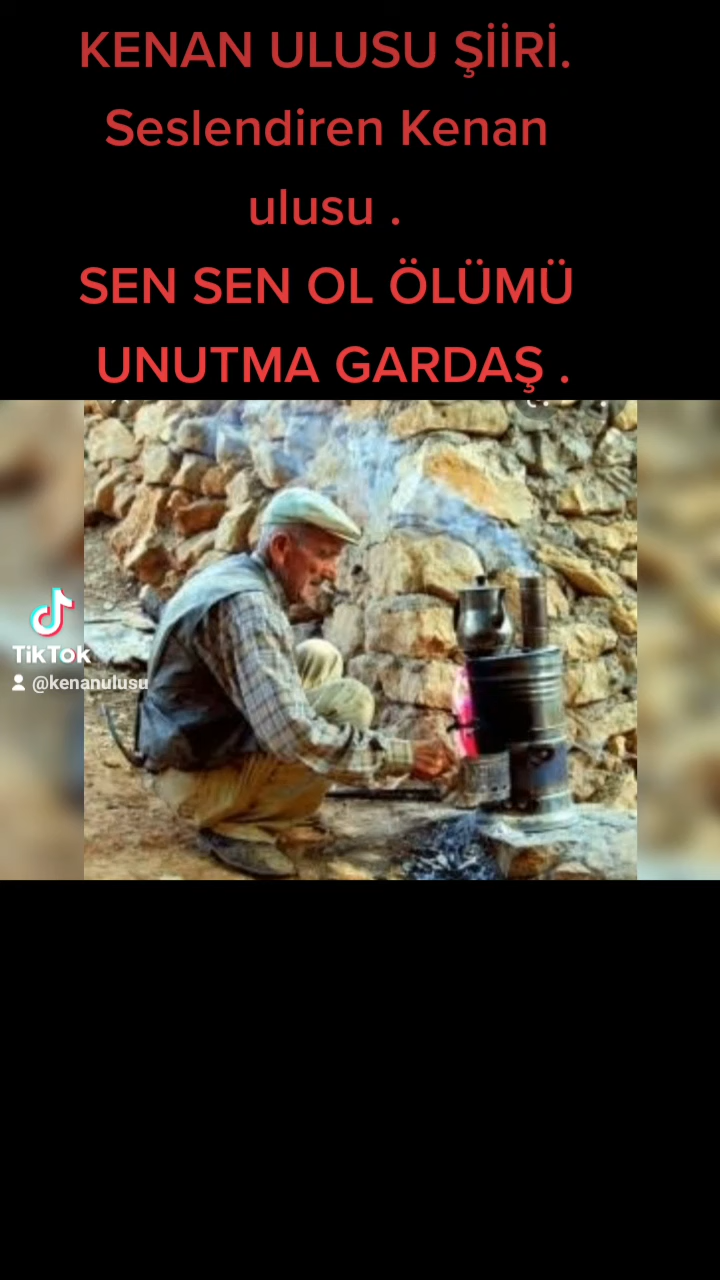 KENAN ULUSU ŞİİRİ.
Seslendiren Kenan
ulusu .
SEN SEN OL ÖLÜMÜ
UNUTMA GARDAŞ .
TikTok
@kenanulusu